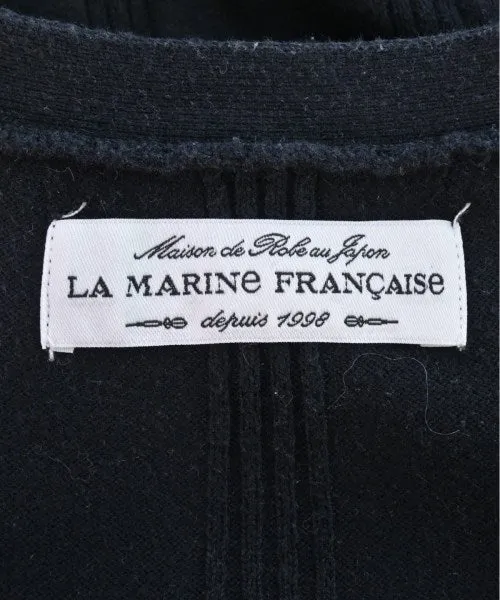 Maison de Robe au Japon
LA MARINe FRANÇAISe
depuis 1998